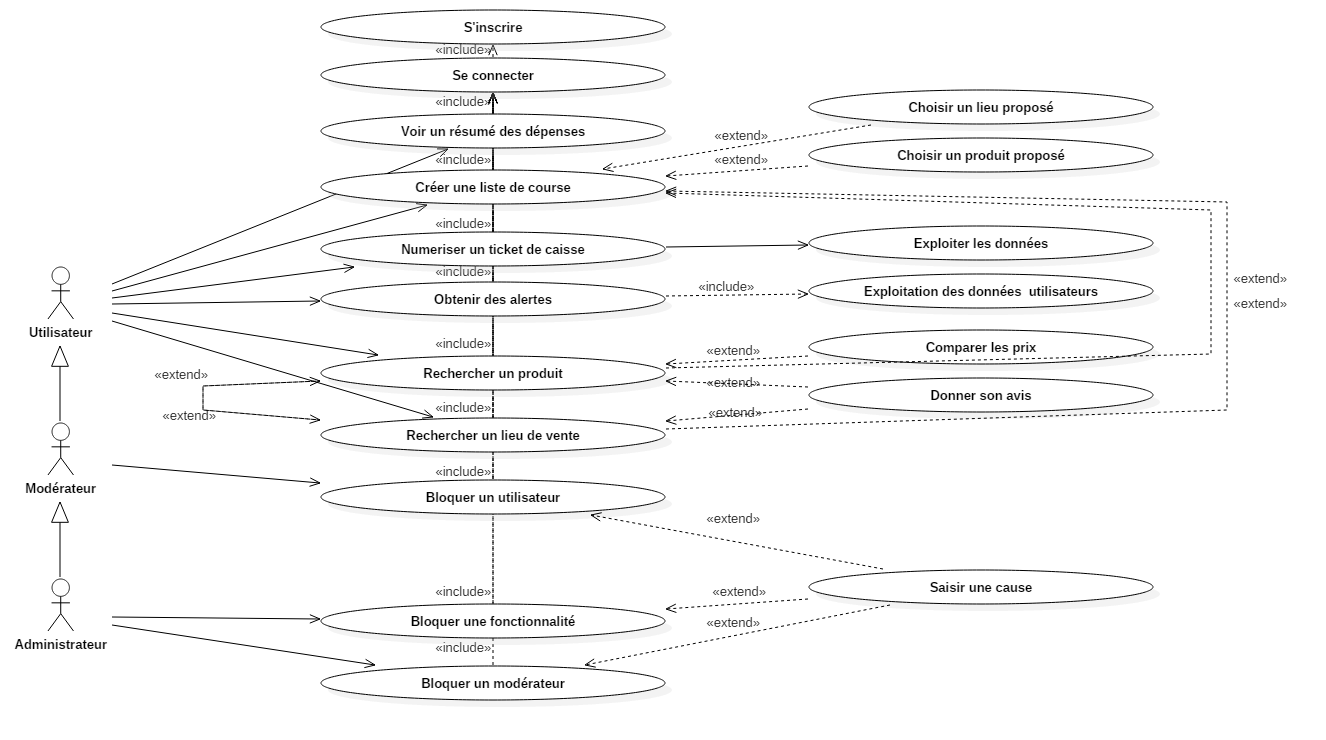 S'inscrire
«include»
Se connecter
«include»
Choisir un lieu proposé
Voir un résumé des dépenses
«extend»
«include»
«extend»
Choisir un produit proposé
Créer une liste de course
«include»
Numeriser un ticket de caisse
Exploiter les données
«include»
«extend»
Obtenir des alertes
«include»
Exploitation des données  utilisateurs
«extend»
Utilisateur
«include»
«extend»
Comparer les prix
Rechercher un produit
«extend»
«extend»
Donner son avis
«include»
«extend»
«extend»
Rechercher un lieu de vente
«include»
Modérateur
Bloquer un utilisateur
«extend»
Saisir une cause
«include»
«extend»
Bloquer une fonctionnalité
«extend»
Administrateur
«include»
Bloquer un modérateur